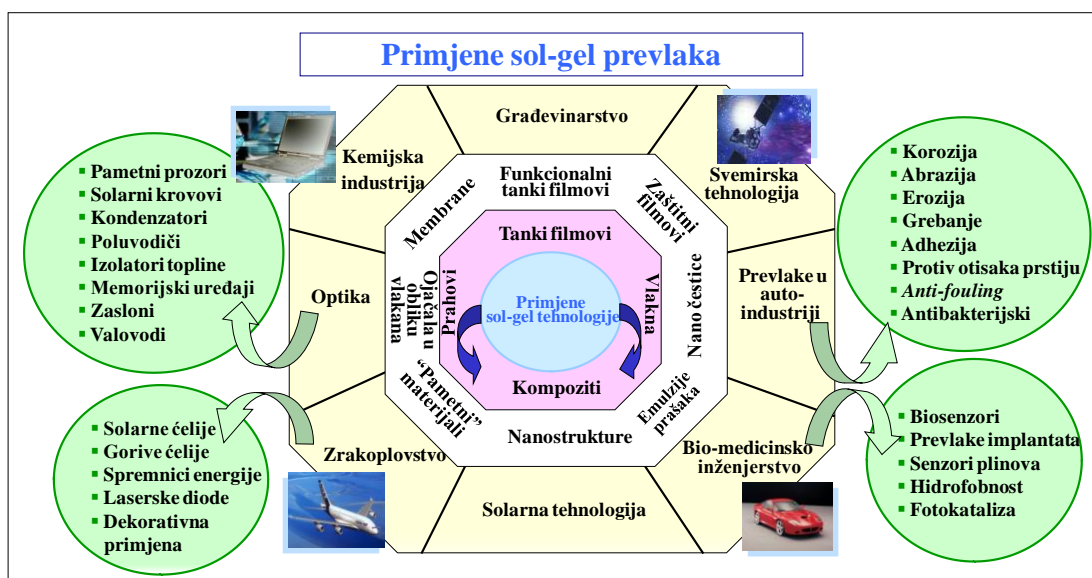 Primjene sol-gel prevlaka
Pametni prozori
Solarni krovovi
Kondenzatori
Poluvodiči
Izolatori topline
Memorijski uređaji
Zasloni
Valovodi
Solarne ćelije
Gorive ćelije
Spremnici energije
Laserske diode
Dekorativna
primjena
Građevinarstvo
Kemijska
industrija
Svemirska
tehnologija
Optika
Prevlake u
auto-
industriji
Zrakoplovstvo
Solarna tehnologija
Bio-medicinsko
inženjerstvo
Membrane
Funkcionalni
tanki filmovi
Zaštitni
filmovi
Ojačala u
obliku
vlakana
Nano čestice
“Pametni”
materijali
Nanostrukture
Emulzije
prašaka
Tanki filmovi
Prahovi
Vlakna
Kompoziti
Primjene
sol-gel tehnologije
Korozija
Abrazija
Erozija
Grebanje
Adhezija
Protiv otisaka prstiju
Anti-fouling
Antibakterijski
Biosenzori
Prevlake implantata
Senzori plinova
Hidrofobnost
Fotokataliza